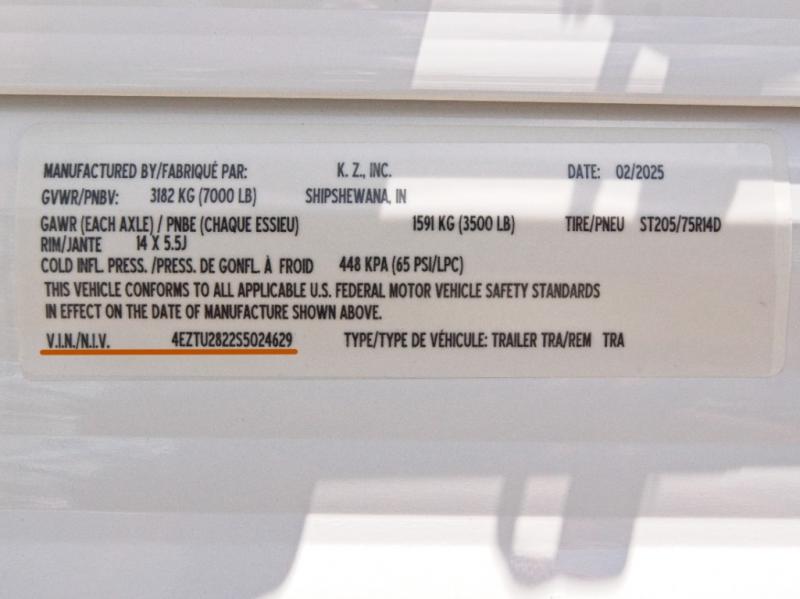 MANUFACTURED BY/FABRIQUÉ PAR: K. Z., INC. DATE: 02/2025
GVWR/PNBV: 3182 KG (7000 LB) SHIPSHEWANA, IN
GAWR (EACH AXLE) / PNBE (CHAQUE ESSIEU) 1591 KG (3500 LB) TIRE/PNEU ST205/75R14D
RIM/JANTE 14 X 5.5J
COLD INFL. PRESS. /PRESS. DE GONFL. À FROID 448 KPA (65 PSI/LPC)
THIS VEHICLE CONFORMS TO ALL APPLICABLE U.S. FEDERAL MOTOR VEHICLE SAFETY STANDARDS
IN EFFECT ON THE DATE OF MANUFACTURE SHOWN ABOVE.
V.I.N./N.I.V. 4EZTU2822S5024629 TYPE/TYPE DE VÉHICULE: TRAILER TRA/REM TRA